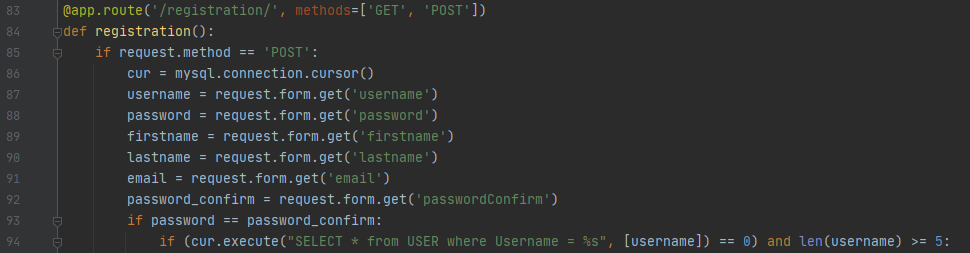 83 @app.route('/registration/', methods=['GET', 'POST'])
84 def registration():
85     if request.method == 'POST':
86         cur = mysql.connection.cursor()
87         username = request.form.get('username')
88         password = request.form.get('password')
89         firstname = request.form.get('firstname')
90         lastname = request.form.get('lastname')
91         email = request.form.get('email')
92         password_confirm = request.form.get('passwordConfirm')
93         if password == password_confirm:
94             if (cur.execute("SELECT * from USER where Username = %s", [username]) == 0) and len(username) >= 5: